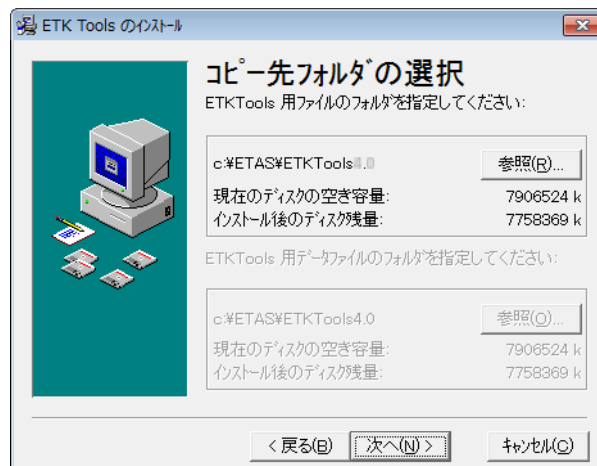 ETK Tools のインストール
コピー先フォルダの選択
ETKTools 用ファイルのフォルダを指定してください:
c:¥ETAS¥ETKTools4.0
参照(R)...
現在のディスクの空き容量: 7906524 k
インストール後のディスク残量: 7758369 k
ETKTools 用データファイルのフォルダを指定してください:
c:¥ETAS¥ETKTools4.0
参照(O)...
現在のディスクの空き容量: 7906524 k
インストール後のディスク残量: 7758369 k
< 戻る(B)
次へ(N) >
キャンセル(C)